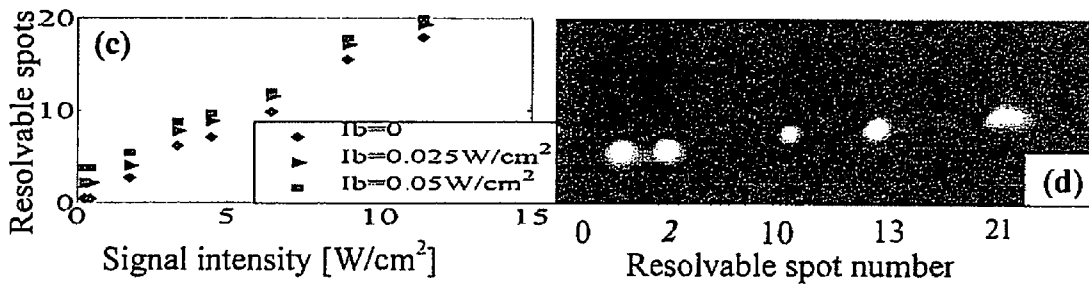 (c)
Resolvable spots
20
10
0
0 5 10 15
Ib=0
Ib=0.025W/cm²
Ib=0.05W/cm²
Signal intensity [W/cm²]
(d)
0 2 10 13 21
Resolvable spot number